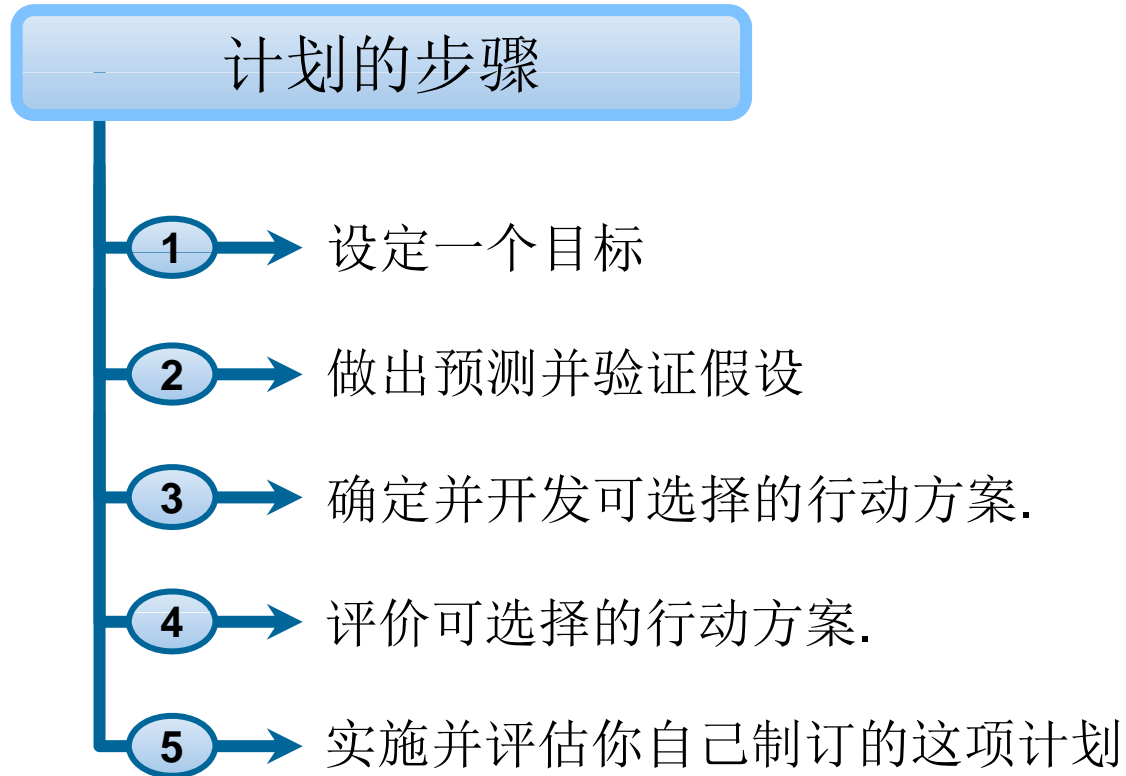 计划的步骤
1 设定一个目标
2 做出预测并验证假设
3 确定并开发可选择的行动方案.
4 评价可选择的行动方案.
5 实施并评估你自己制订的这项计划